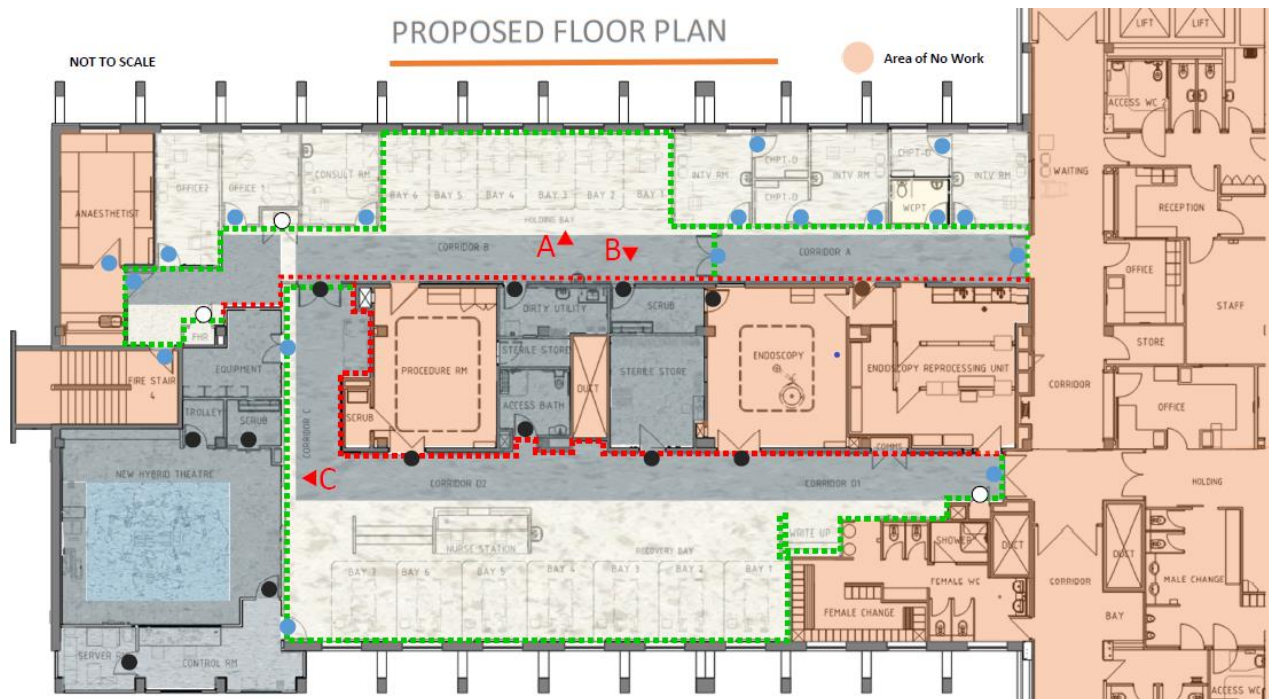 PROPOSED FLOOR PLAN
NOT TO SCALE
Area of No Work
LIFT
LIFT
ACCESS WC 2
ANAESTHETIST
OFFICE2
OFFICE 1
CONSULT RM
BAY 6
BAY 5
BAY 4
BAY 3
BAY 2
BAY 1
HOLDING BAY
INTV RM
CHPT-D
CHPT-D
INTV RM
CHPT-D
WCPT
INTV RM
WAITING
RECEPTION
CORRIDOR B
A
B
CORRIDOR A
OFFICE
STAFF
FHR
DIRTY UTILITY
SCRUB
STORE
FIRE STAIR
4
EQUIPMENT
PROCEDURE RM
STERILE STORE
DUCT
STERILE STORE
ENDOSCOPY
ENDOSCOPY REPROCESSING UNIT
CORRIDOR
OFFICE
TROLLEY
SCRUB
CORRIDOR C
SCRUB
ACCESS BATH
COMMS
NEW HYBRID THEATRE
C
CORRIDOR D2
CORRIDOR D1
HOLDING
NURSE STATION
RECOVERY BAY
WRITE UP
SHOWER
DUCT
DUCT
BAY 7
BAY 6
BAY 5
BAY 4
BAY 3
BAY 2
BAY 1
FEMALE WC
FEMALE CHANGE
CORRIDOR
MALE CHANGE
BAY
CONTROL RM
ACCESS WC